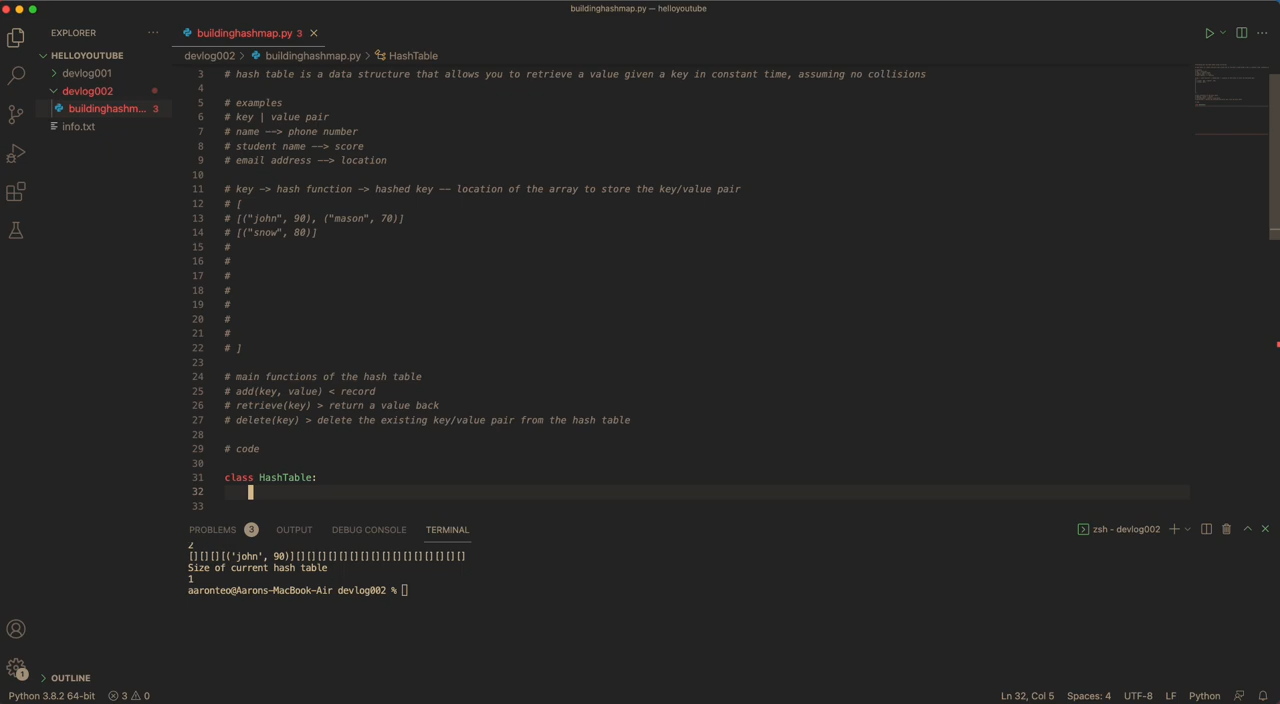 buildinghashmap.py — helloyoutube
EXPLORER
HELLOYOUTUBE
devlog001
devlog002
buildinghashm... 3
info.txt
OUTLINE
buildinghashmap.py 3
devlog002 > buildinghashmap.py > HashTable
3 # hash table is a data structure that allows you to retrieve a value given a key in constant time, assuming no collisions
4
5 # examples
6 # key | value pair
7 # name --> phone number
8 # student name --> score
9 # email address --> location
10
11 # key -> hash function -> hashed key -- location of the array to store the key/value pair
12 # [
13 # [("john", 90), ("mason", 70)]
14 # [("snow", 80)]
15 #
16 #
17 #
18 #
19 #
20 #
21 #
22 # ]
23
24 # main functions of the hash table
25 # add(key, value) < record
26 # retrieve(key) > return a value back
27 # delete(key) > delete the existing key/value pair from the hash table
28
29 # code
30
31 class HashTable:
32
33
PROBLEMS 3 OUTPUT DEBUG CONSOLE TERMINAL
zsh - devlog002
2
[][][][('john', 90)][][][][][][][][][][][][][][][][]
Size of current hash table
1
aaronteo@Aarons-MacBook-Air devlog002 %
1
Python 3.8.2 64-bit 3 0
Ln 32, Col 5 Spaces: 4 UTF-8 LF Python